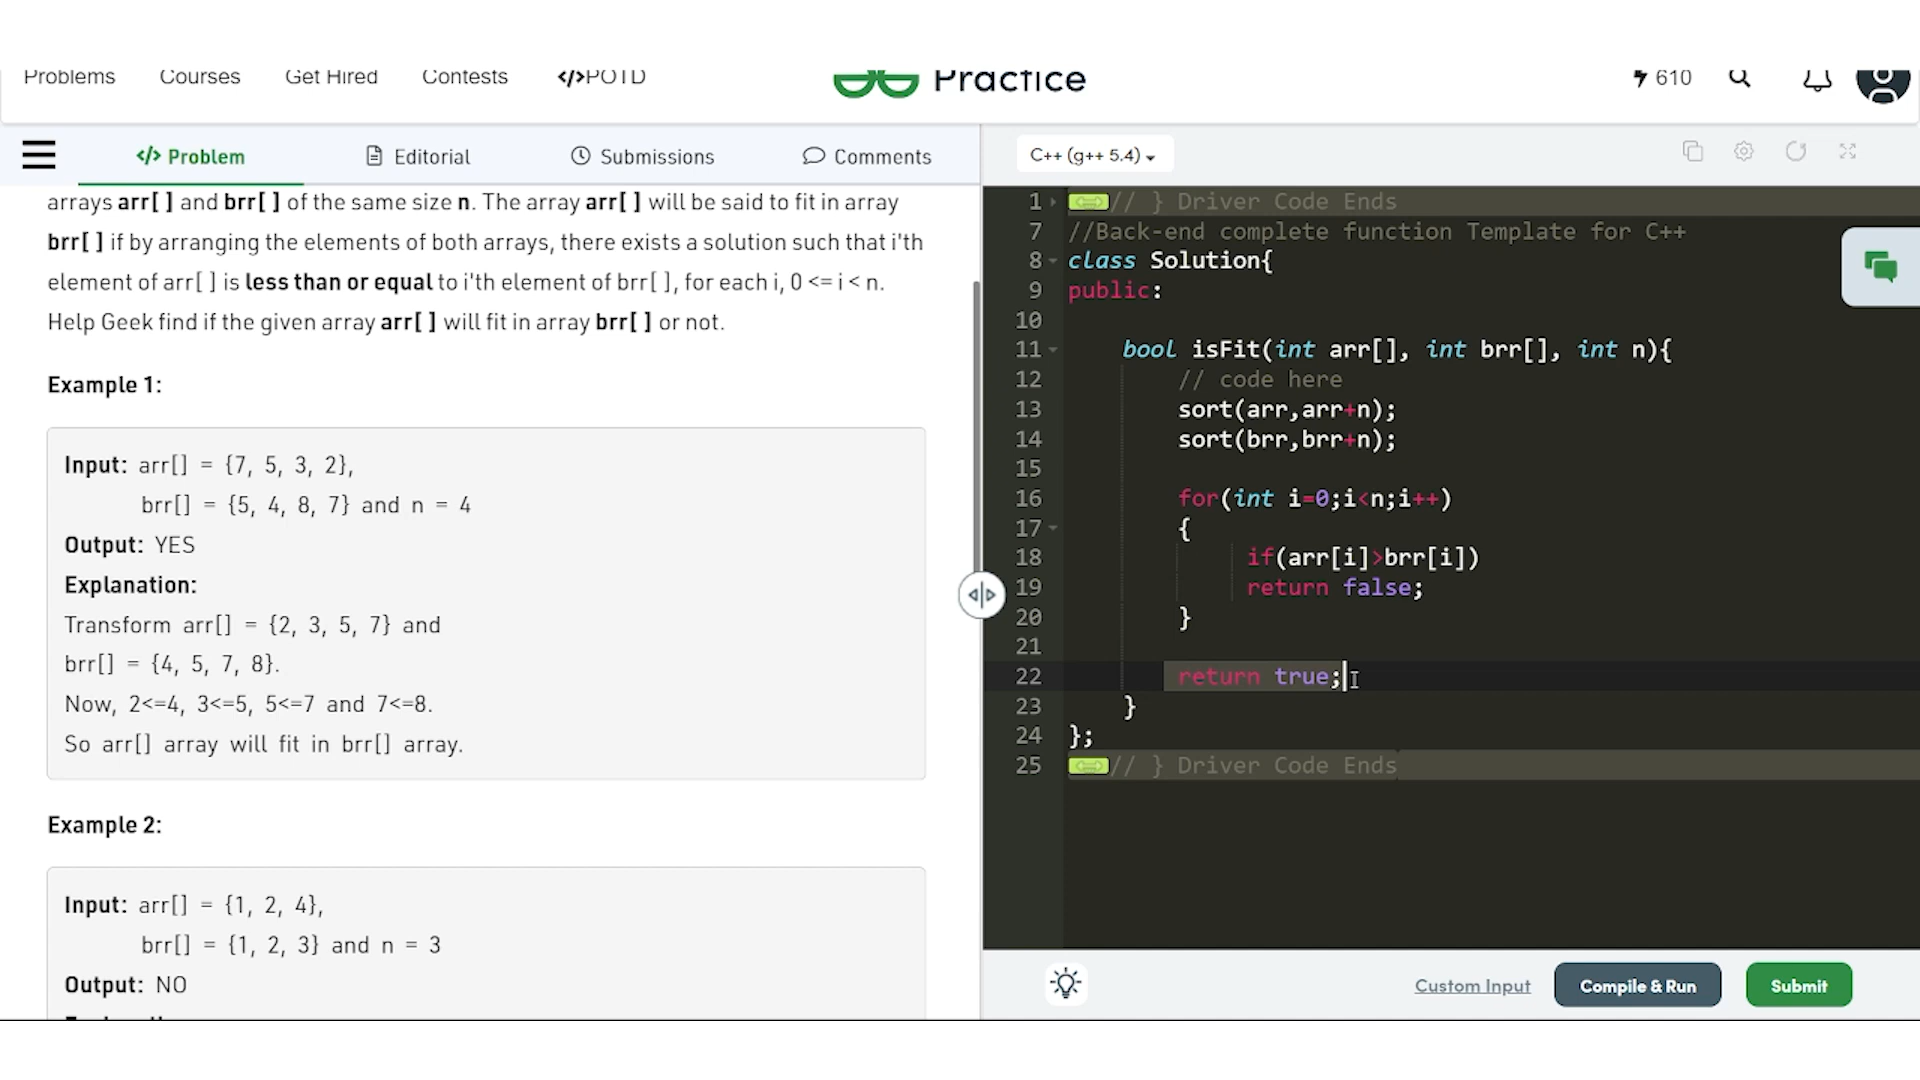 Problems Courses Get Hired Contests </>POTD Practice 610
</> Problem Editorial Submissions Comments
arrays arr[ ] and brr[ ] of the same size n. The array arr[ ] will be said to fit in array
brr[ ] if by arranging the elements of both arrays, there exists a solution such that i'th
element of arr[ ] is less than or equal to i'th element of brr[ ], for each i, 0 <= i < n.
Help Geek find if the given array arr[ ] will fit in array brr[ ] or not.
Example 1:
Input: arr[] = {7, 5, 3, 2},
brr[] = {5, 4, 8, 7} and n = 4
Output: YES
Explanation:
Transform arr[] = {2, 3, 5, 7} and
brr[] = {4, 5, 7, 8}.
Now, 2<=4, 3<=5, 5<=7 and 7<=8.
So arr[] array will fit in brr[] array.
Example 2:
Input: arr[] = {1, 2, 4},
brr[] = {1, 2, 3} and n = 3
Output: NO
C++ (g++ 5.4)
1 // } Driver Code Ends
7 //Back-end complete function Template for C++
8 class Solution{
9 public:
10
11 bool isFit(int arr[], int brr[], int n){
12 // code here
13 sort(arr,arr+n);
14 sort(brr,brr+n);
15
16 for(int i=0;i<n;i++)
17 {
18 if(arr[i]>brr[i])
19 return false;
20 }
21
22 return true;
23 }
24 };
25 // } Driver Code Ends
Custom Input Compile & Run Submit